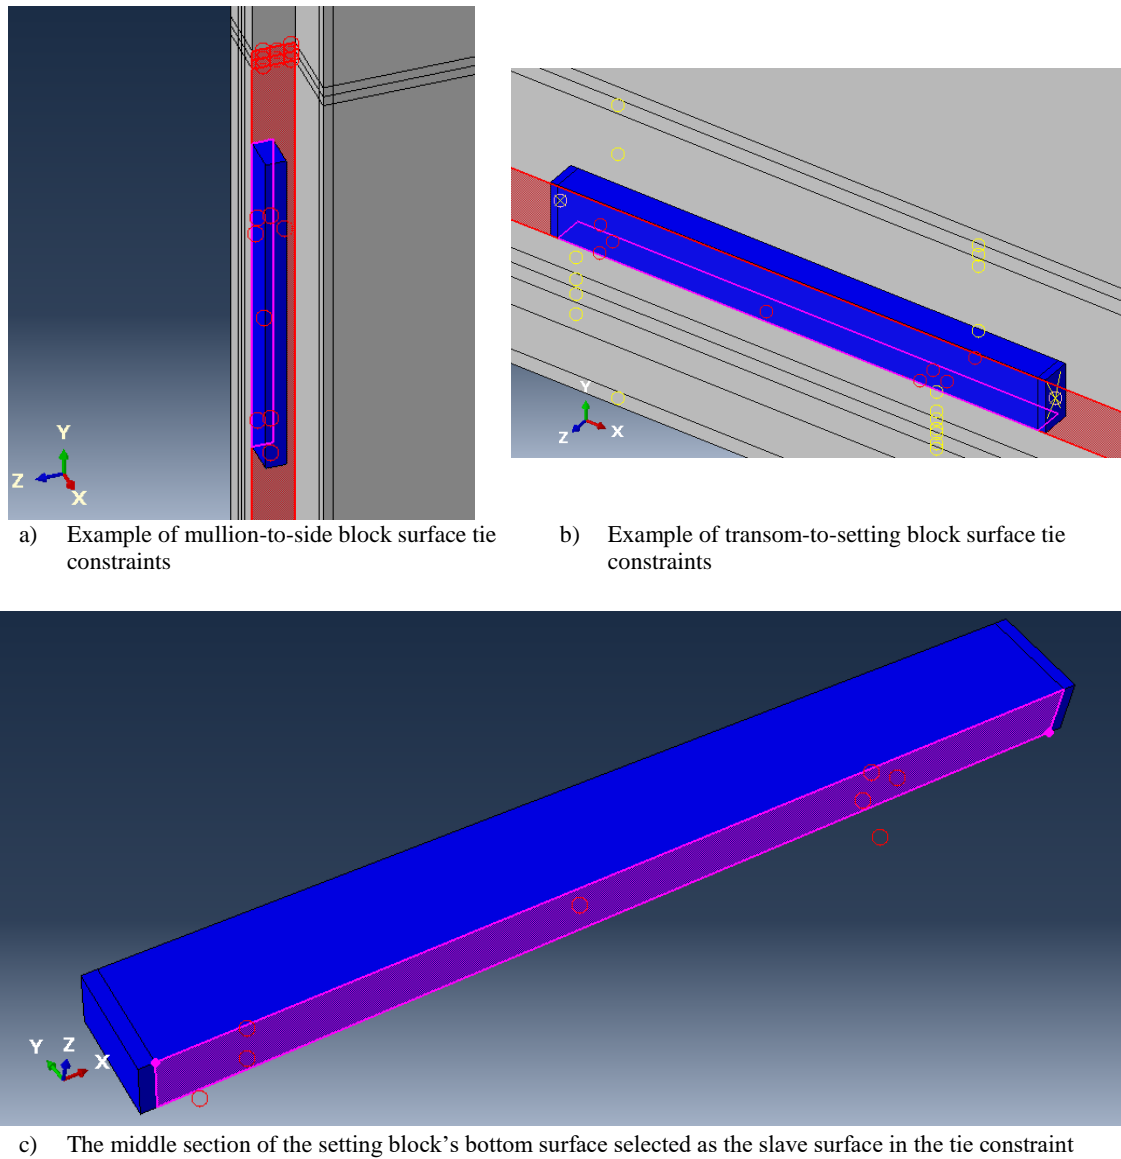 Y
Z
X
Y
Z
X
a) Example of mullion-to-side block surface tie
constraints
b) Example of transom-to-setting block surface tie
constraints
Y
Z
X
c) The middle section of the setting block’s bottom surface selected as the slave surface in the tie constraint